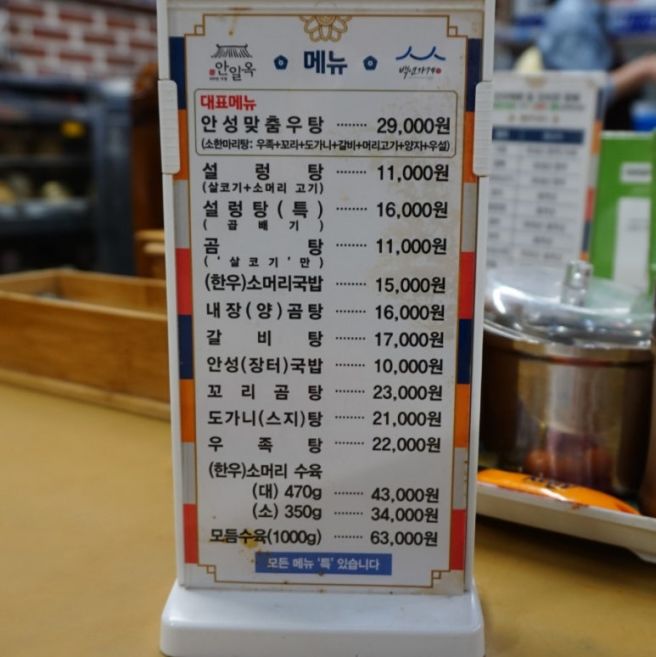 안일옥
메뉴
백년가게
대표메뉴
안성맞춤우탕 ········ 29,000원
(소한마리탕: 우족+꼬리+도가니+갈비+머리고기+양지+우설)
설렁탕 ········ 11,000원
(살코기+소머리 고기)
설렁탕(특) ········ 16,000원
(곱배기)
곰탕 ········ 11,000원
('살코기'만)
(한우)소머리국밥 ········ 15,000원
내장(양)곰탕 ········ 16,000원
갈비탕 ········ 17,000원
안성(장터)국밥 ········ 10,000원
꼬리곰탕 ········ 23,000원
도가니(스지)탕 ········ 21,000원
우족탕 ········ 22,000원
(한우)소머리 수육
(대) 470g ········ 43,000원
(소) 350g ········ 34,000원
모듬수육(1000g) ········ 63,000원
모든 메뉴 '특' 있습니다